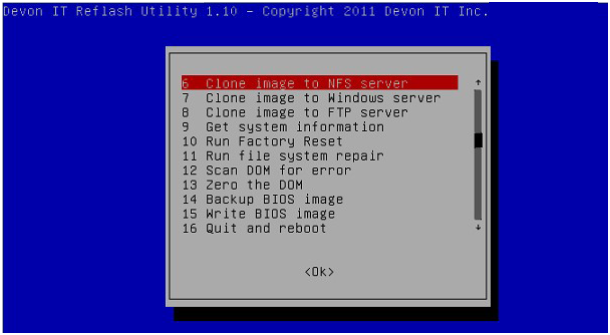 Devon IT Reflash Utility 1.10 - Copyright 2011 Devon IT Inc.
6 Clone image to NFS server
7 Clone image to Windows server
8 Clone image to FTP server
9 Get system information
10 Run Factory Reset
11 Run file system repair
12 Scan DOM for error
13 Zero the DOM
14 Backup BIOS image
15 Write BIOS image
16 Quit and reboot
<Ok>